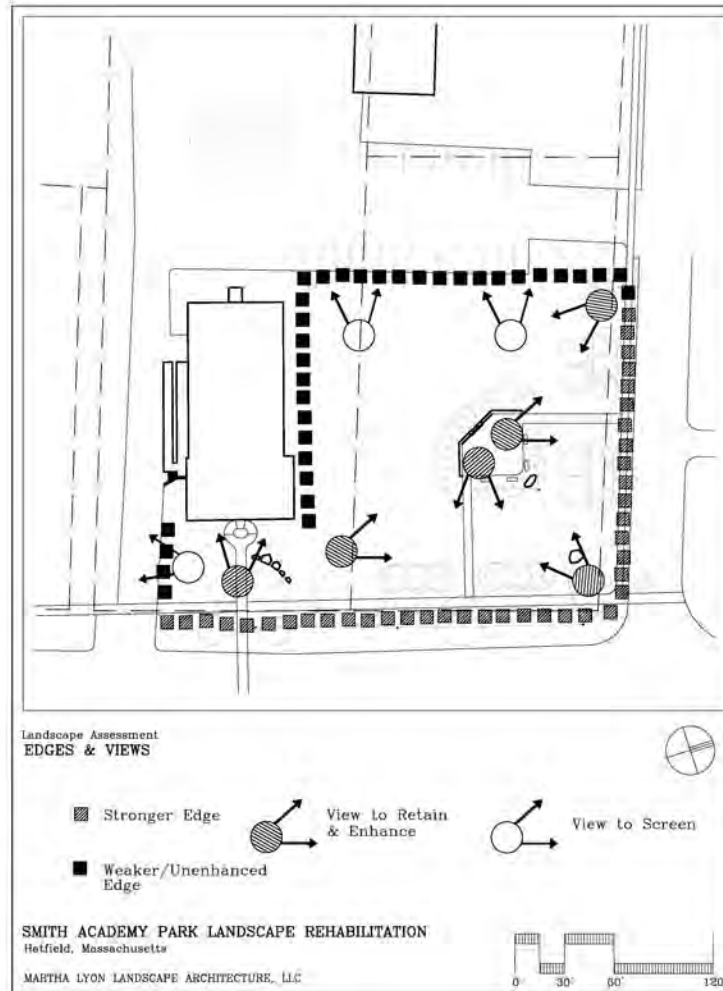 Landscape Assessment
EDGES & VIEWS
Stronger Edge
View to Retain
& Enhance
View to Screen
Weaker/Unenhanced
Edge
SMITH ACADEMY PARK LANDSCAPE REHABILITATION
Hatfield, Massachusetts
MARTHA LYON LANDSCAPE ARCHITECTURE, LLC
0' 30' 60' 120